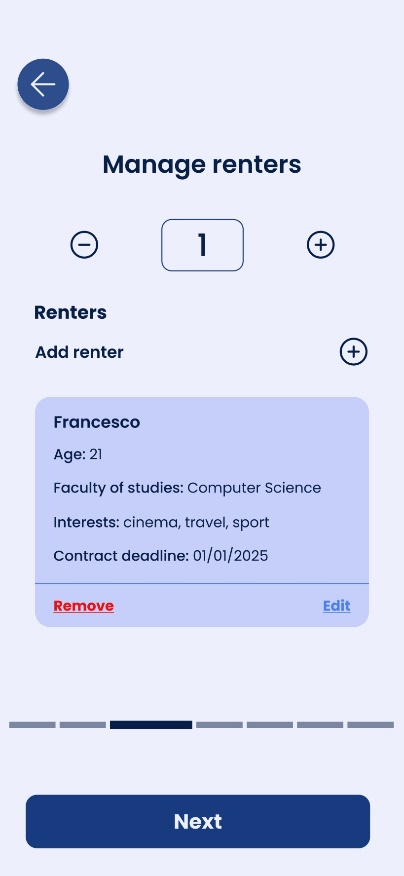 Manage renters
1
Renters
Add renter
Francesco
Age: 21
Faculty of studies: Computer Science
Interests: cinema, travel, sport
Contract deadline: 01/01/2025
Remove Edit
Next